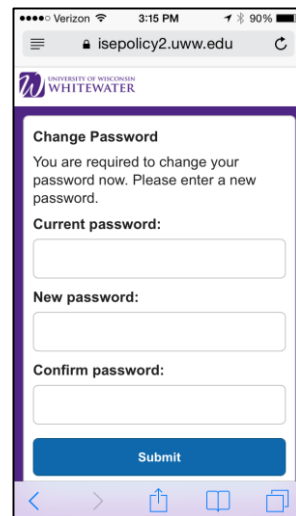 Verizon 3:15 PM 90%
isepolicy2.uww.edu
UNIVERSITY OF WISCONSIN
WHITEWATER
Change Password
You are required to change your
password now. Please enter a new
password.
Current password:
New password:
Confirm password:
Submit